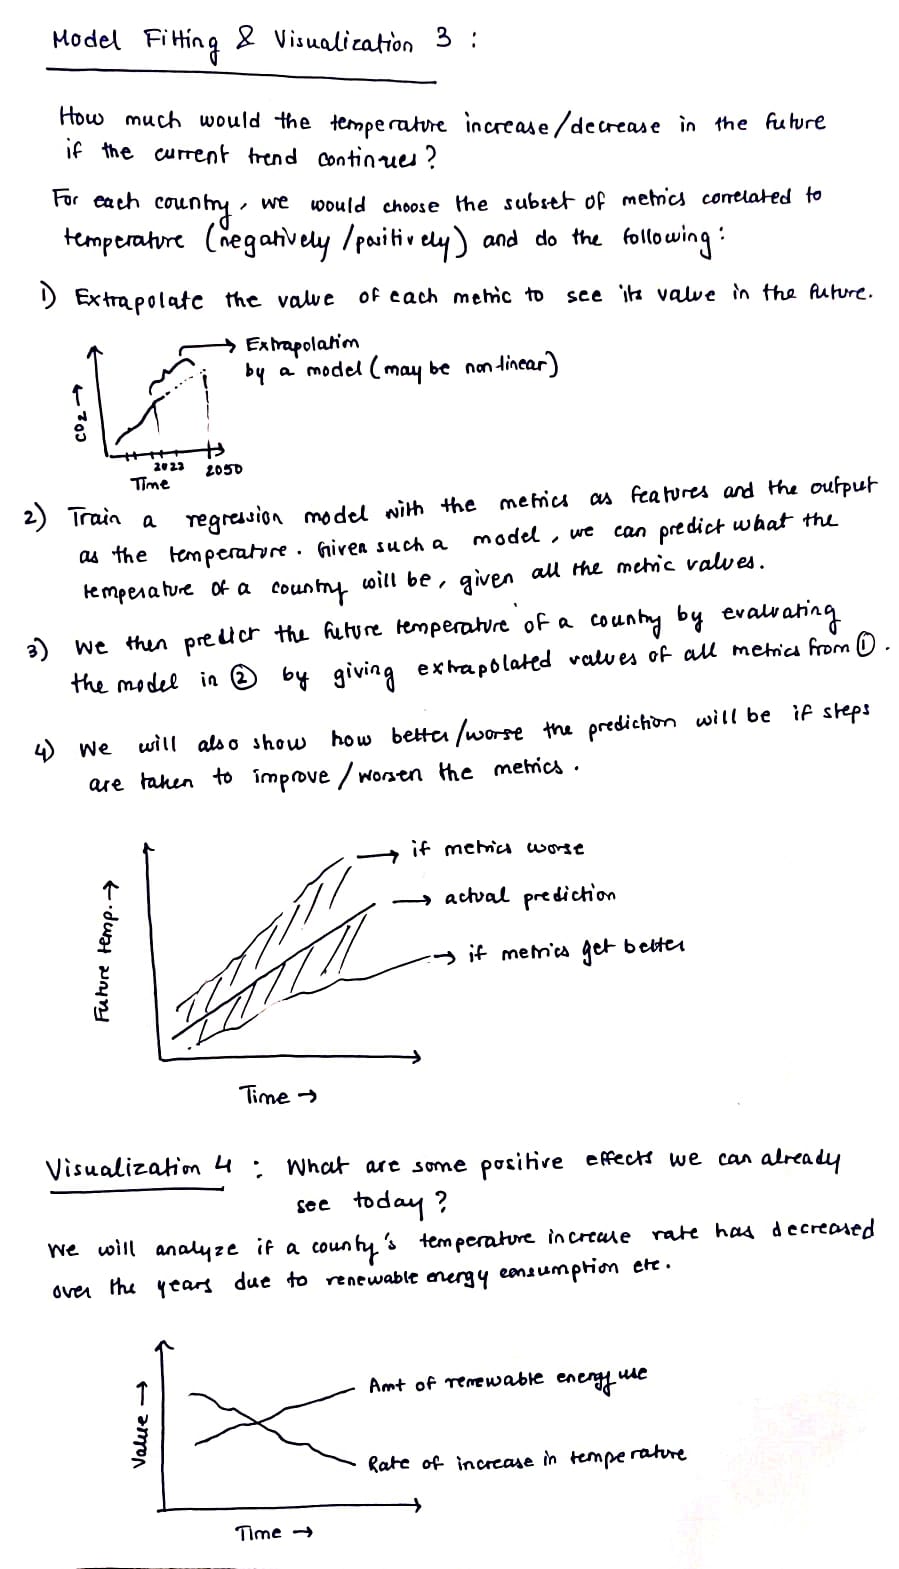 Model Fitting & Visualization 3 :
How much would the temperature increase/decrease in the future
if the current trend continues?
For each country, we would choose the subset of metrics correlated to
temperature (negatively/positively) and do the following:
1) Extrapolate the value of each metric to see its value in the future.
Extrapolation
by a model (may be non-linear)
CO2 →
2023 2050
Time
2) Train a regression model with the metrics as features and the output
as the temperature. Given such a model, we can predict what the
temperature of a country will be, given all the metric values.
3) We then predict the future temperature of a country by evaluating
the model in ② by giving extrapolated values of all metrics from ①.
4) We will also show how better/worse the prediction will be if steps
are taken to improve/worsen the metrics.
→ if metrics worse
→ actual prediction
→ if metrics get better
Future temp. →
Time →
Visualization 4 : What are some positive effects we can already
see today?
We will analyze if a county's temperature increase rate has decreased
over the years due to renewable energy consumption etc.
Amt of renewable energy use
Value →
Rate of increase in temperature
Time →